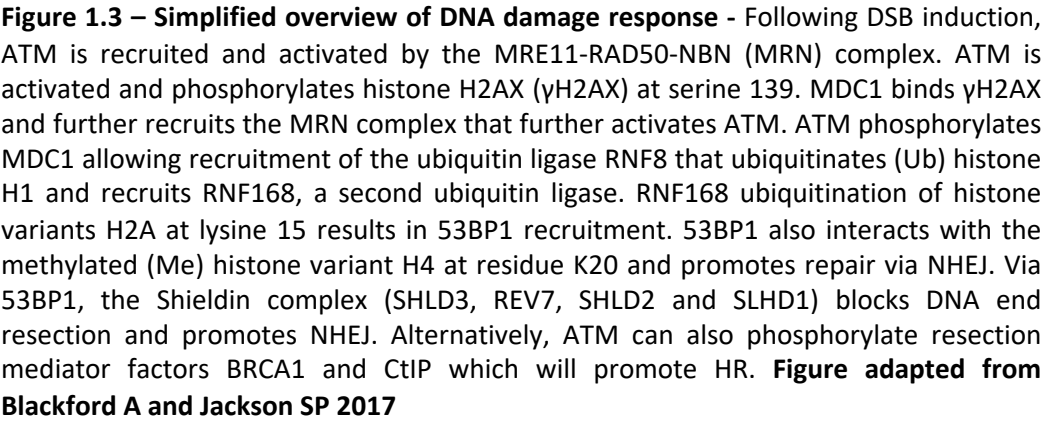 Figure 1.3 – Simplified overview of DNA damage response - Following DSB induction,
ATM is recruited and activated by the MRE11-RAD50-NBN (MRN) complex. ATM is
activated and phosphorylates histone H2AX (γH2AX) at serine 139. MDC1 binds γH2AX
and further recruits the MRN complex that further activates ATM. ATM phosphorylates
MDC1 allowing recruitment of the ubiquitin ligase RNF8 that ubiquitinates (Ub) histone
H1 and recruits RNF168, a second ubiquitin ligase. RNF168 ubiquitination of histone
variants H2A at lysine 15 results in 53BP1 recruitment. 53BP1 also interacts with the
methylated (Me) histone variant H4 at residue K20 and promotes repair via NHEJ. Via
53BP1, the Shieldin complex (SHLD3, REV7, SHLD2 and SLHD1) blocks DNA end
resection and promotes NHEJ. Alternatively, ATM can also phosphorylate resection
mediator factors BRCA1 and CtIP which will promote HR. Figure adapted from
Blackford A and Jackson SP 2017